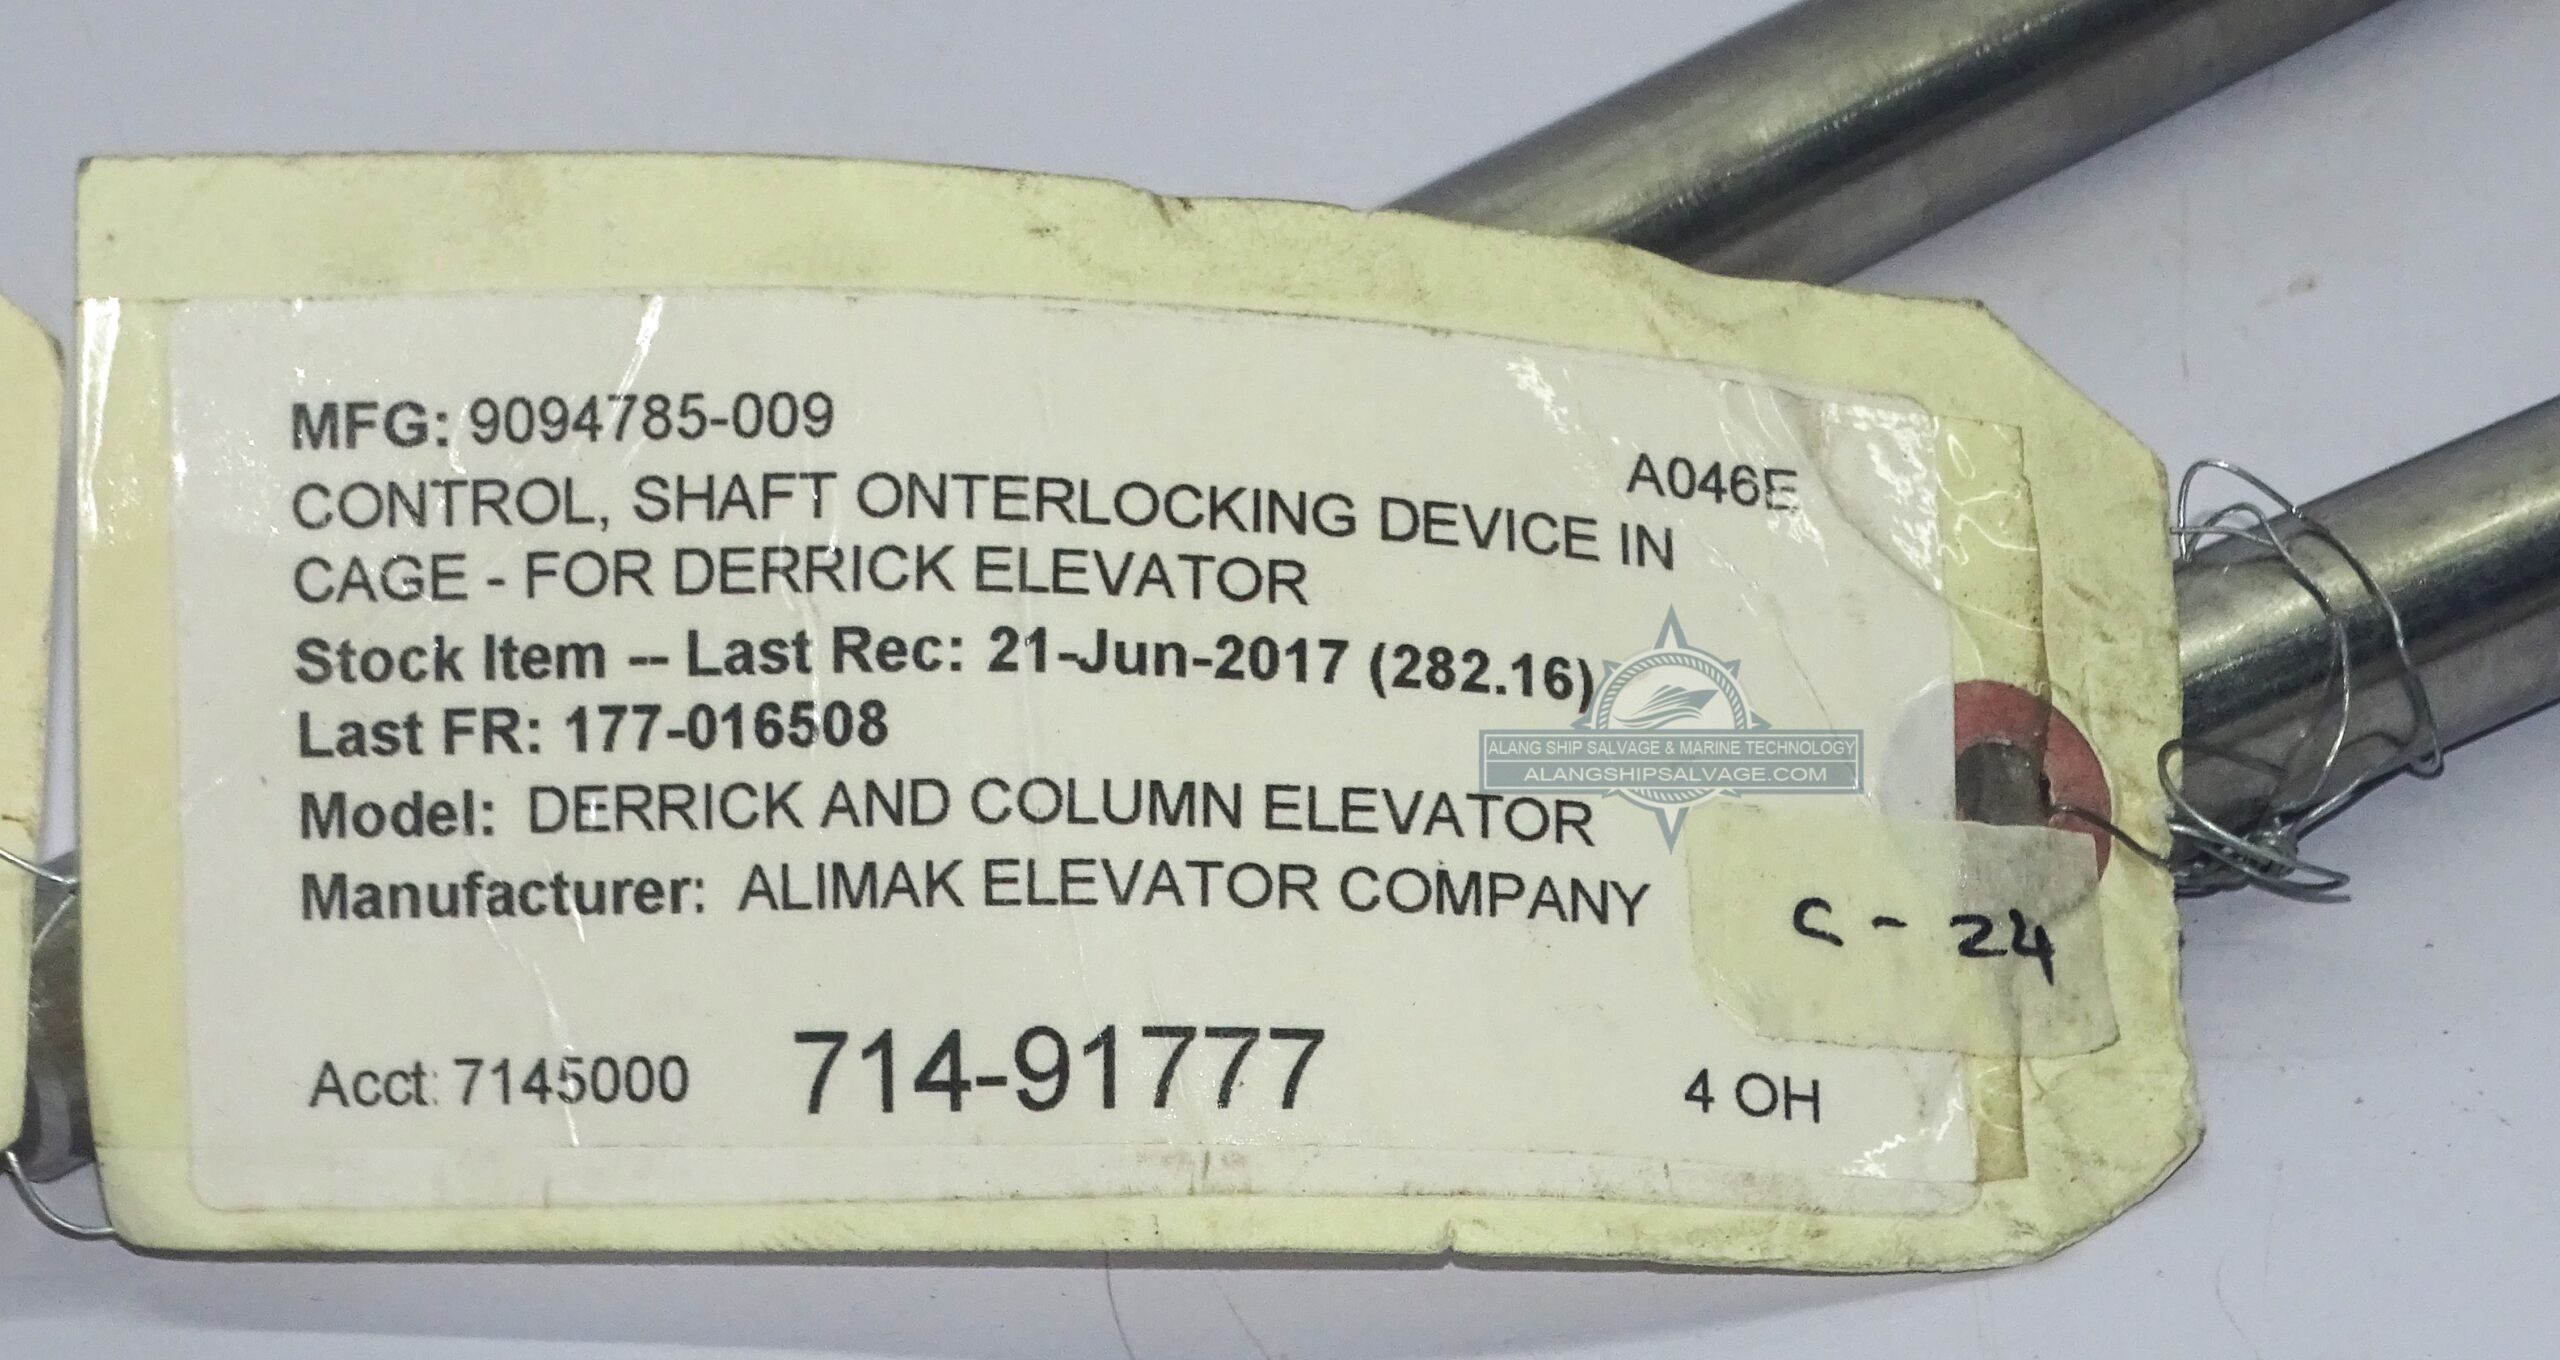 MFG: 9094785-009
A046E
CONTROL, SHAFT ONTERLOCKING DEVICE IN
CAGE - FOR DERRICK ELEVATOR
Stock Item -- Last Rec: 21-Jun-2017 (282.16)
Last FR: 177-016508
ALANG SHIP SALVAGE & MARINE TECHNOLOGY
ALANGSHIPSALVAGE.COM
Model: DERRICK AND COLUMN ELEVATOR
Manufacturer: ALIMAK ELEVATOR COMPANY
C - 24
Acct: 7145000 714-91777 4 OH